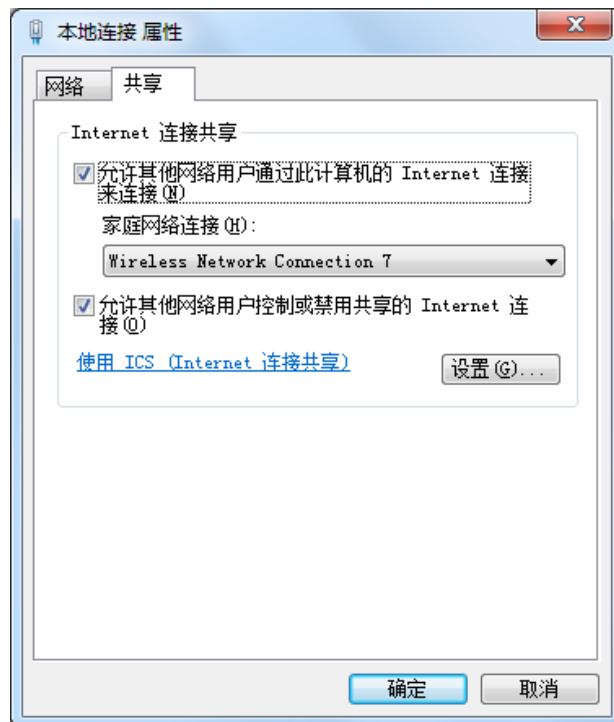 本地连接 属性
网络 共享
Internet 连接共享
允许其他网络用户通过此计算机的 Internet 连接
来连接(N)
家庭网络连接(H):
Wireless Network Connection 7
允许其他网络用户控制或禁用共享的 Internet 连
接(O)
使用 ICS (Internet 连接共享)
设置(G)...
确定 取消